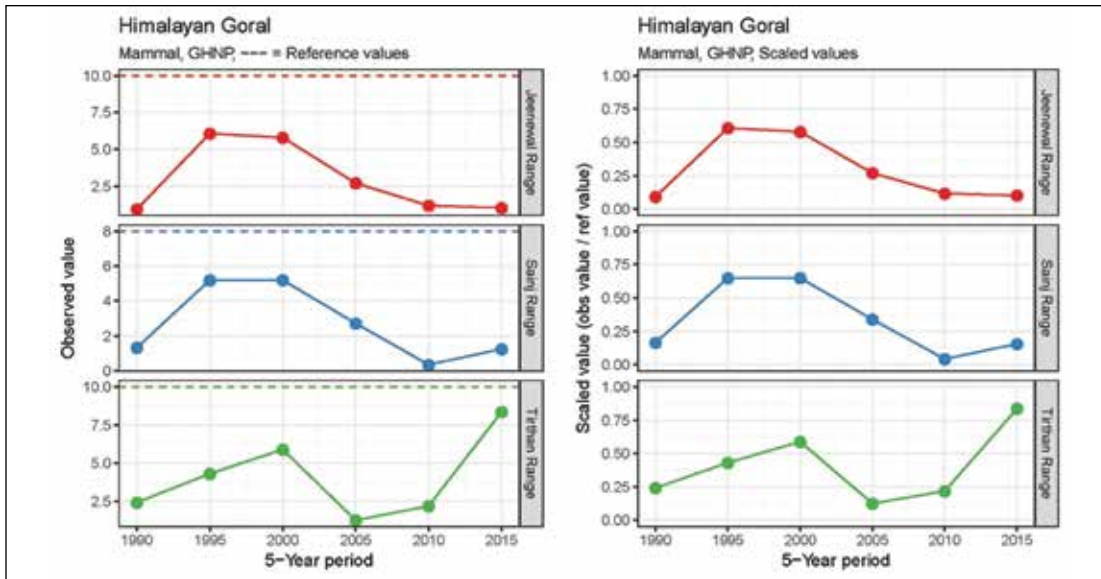 Himalayan Goral
Mammal, GHNP, --- = Reference values
10.0
7.5
5.0
2.5
Jeenewal Range
8
6
4
2
0
Sainj Range
10.0
7.5
5.0
2.5
Tirthan Range
Observed value
1990 1995 2000 2005 2010 2015
5-Year period
Himalayan Goral
Mammal, GHNP, Scaled values
1.00
0.75
0.50
0.25
0.00
Jeenewal Range
1.00
0.75
0.50
0.25
0.00
Sainj Range
1.00
0.75
0.50
0.25
0.00
Tirthan Range
Scaled value (obs value / ref value)
1990 1995 2000 2005 2010 2015
5-Year period